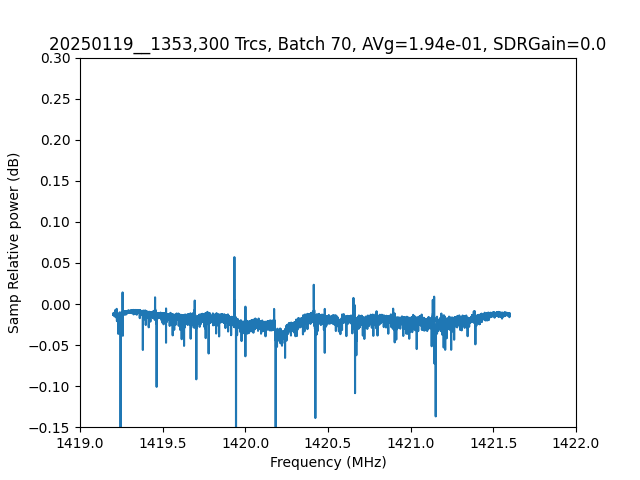 20250119__1353,300 Trcs, Batch 70, AVg=1.94e-01, SDRGain=0.0
0.30
0.25
0.20
0.15
0.10
0.05
0.00
−0.05
−0.10
−0.15
Samp Relative power (dB)
1419.0 1419.5 1420.0 1420.5 1421.0 1421.5 1422.0
Frequency (MHz)